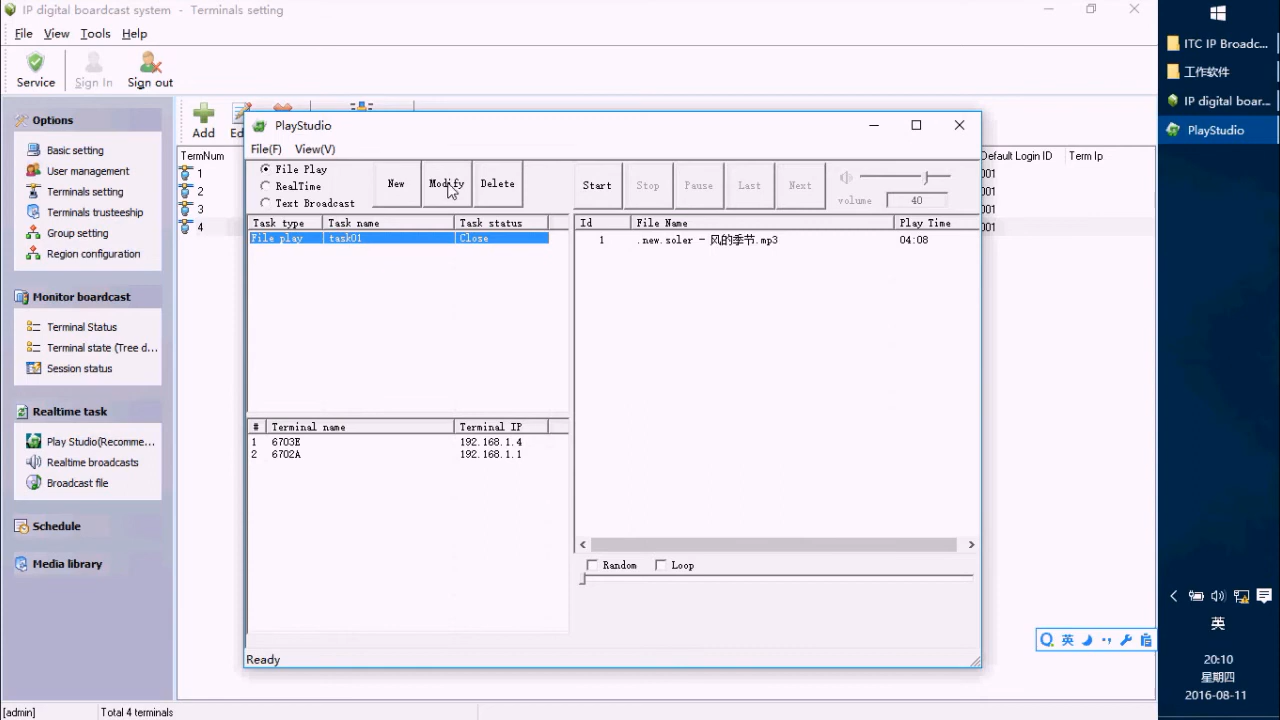 IP digital boardcast system - Terminals setting
File View Tools Help
Service Sign In Sign out
Options
Basic setting
User management
Terminals setting
Terminals trusteeship
Group setting
Region configuration
Monitor boardcast
Terminal Status
Terminal state (Tree d...
Session status
Realtime task
Play Studio(Recomme...
Realtime broadcasts
Broadcast file
Schedule
Media library
Add Ed
TermNum
1
2
3
4
Default Login ID Term Ip
001
001
001
001
PlayStudio
File(F) View(V)
File Play
RealTime
Text Broadcast
New Modify Delete
Start Stop Pause Last Next
volume 40
Task type Task name Task status
File play task01 Close
# Terminal name Terminal IP
1 6703E 192.168.1.4
2 6702A 192.168.1.1
Id File Name Play Time
1 .new.soler - 风的季节.mp3 04:08
Random Loop
Ready
[admin] Total 4 terminals
ITC IP Broadc...
工作软件
IP digital boar...
PlayStudio
英
英
20:10
星期四
2016-08-11